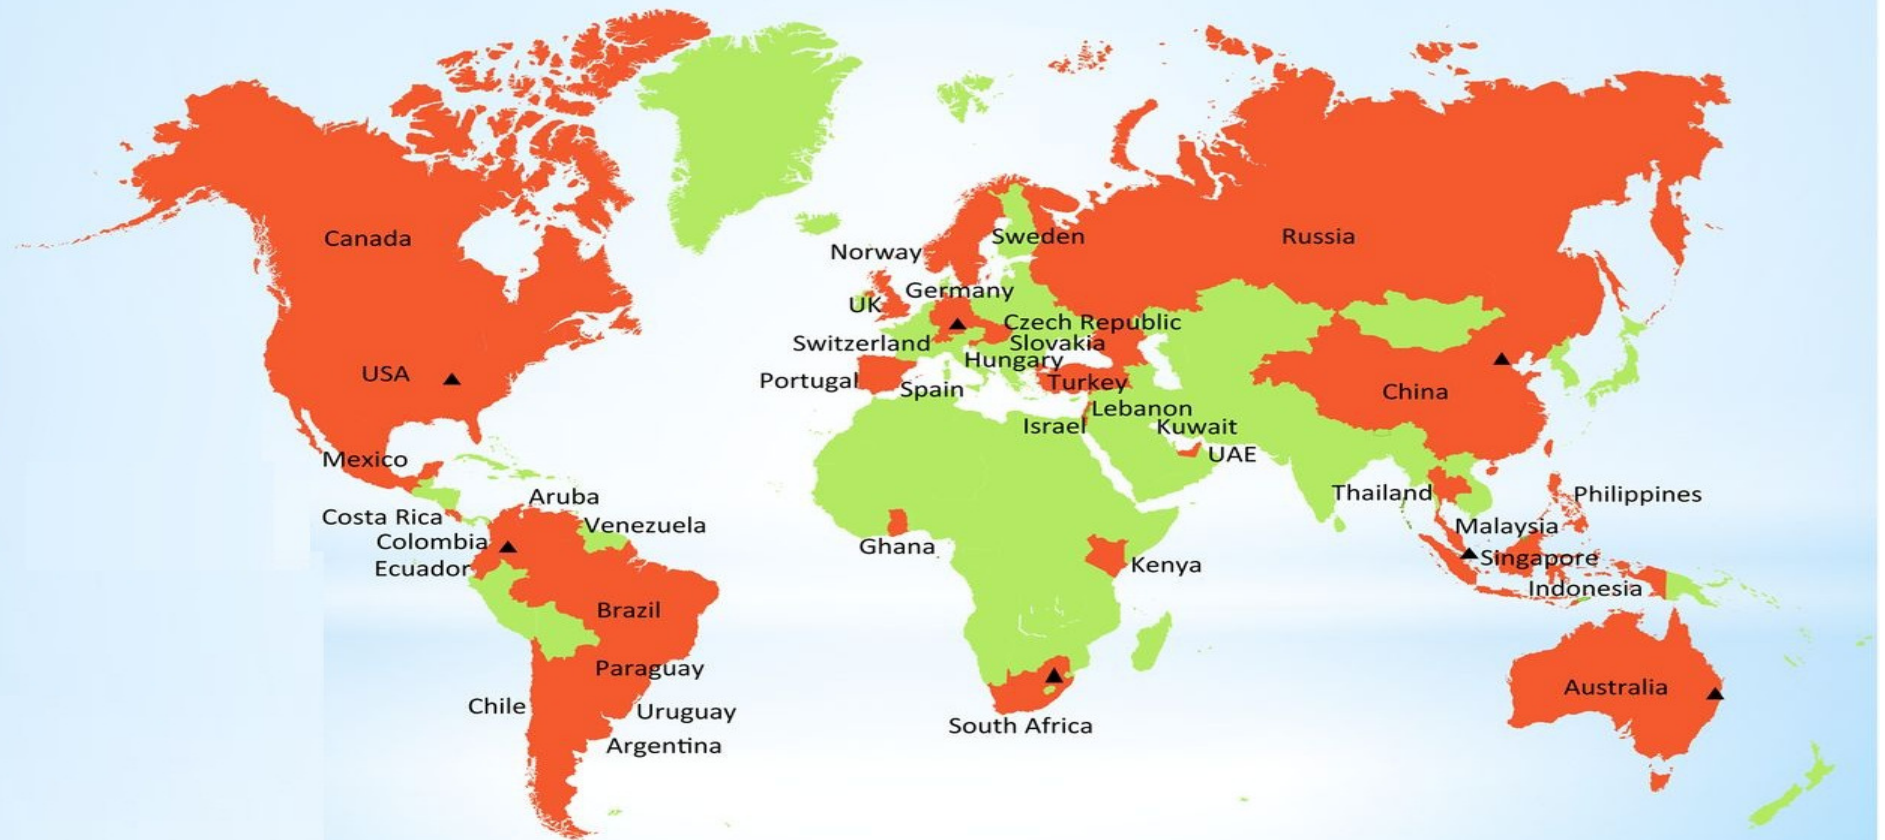 Canada
USA
Mexico
Costa Rica
Colombia
Ecuador
Aruba
Venezuela
Brazil
Paraguay
Chile
Uruguay
Argentina
Norway
Sweden
UK
Germany
Czech Republic
Switzerland
Slovakia
Hungary
Portugal
Spain
Turkey
Lebanon
Israel
Kuwait
UAE
Ghana
Kenya
South Africa
Russia
China
Thailand
Philippines
Malaysia
Singapore
Indonesia
Australia